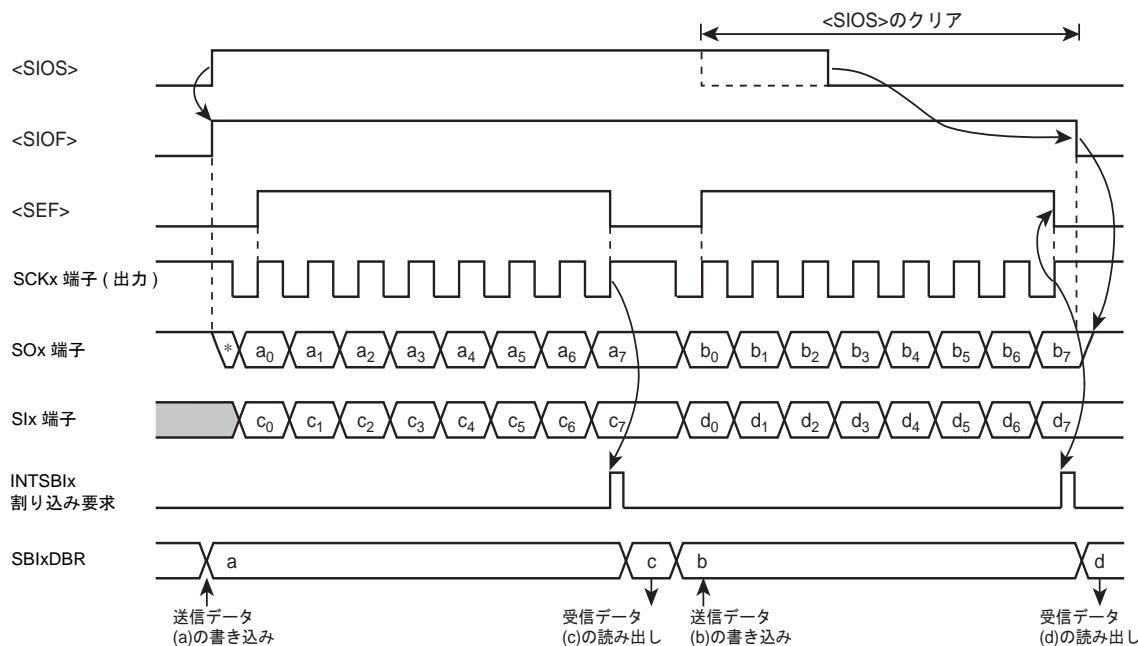 <SIOS>のクリア
<SIOS>
<SIOF>
<SEF>
SCKx 端子 ( 出力 )
SOx 端子
* a0 a1 a2 a3 a4 a5 a6 a7 b0 b1 b2 b3 b4 b5 b6 b7
SIx 端子
c0 c1 c2 c3 c4 c5 c6 c7 d0 d1 d2 d3 d4 d5 d6 d7
INTSBIx
割り込み要求
SBIxDBR
a c b d
送信データ
(a)の書き込み
受信データ
(c)の読み出し
送信データ
(b)の書き込み
受信データ
(d)の読み出し